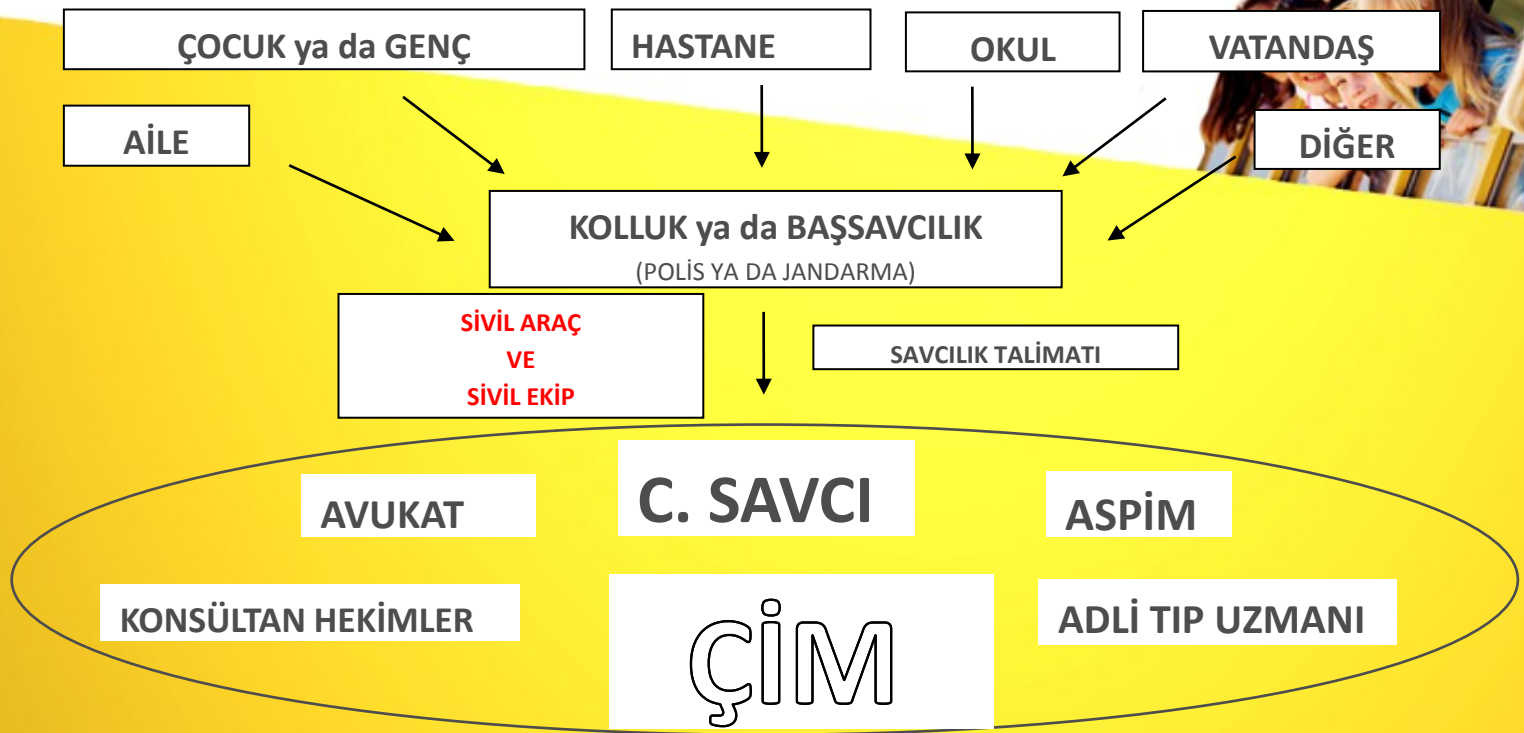 ÇOCUK ya da GENÇ
HASTANE
OKUL
VATANDAŞ
AİLE
DİĞER
KOLLUK ya da BAŞSAVCILIK
(POLİS YA DA JANDARMA)
SİVİL ARAÇ
VE
SİVİL EKİP
SAVCILIK TALİMATI
AVUKAT
C. SAVCI
ASPİM
KONSÜLTAN HEKİMLER
ÇİM
ADLİ TIP UZMANI